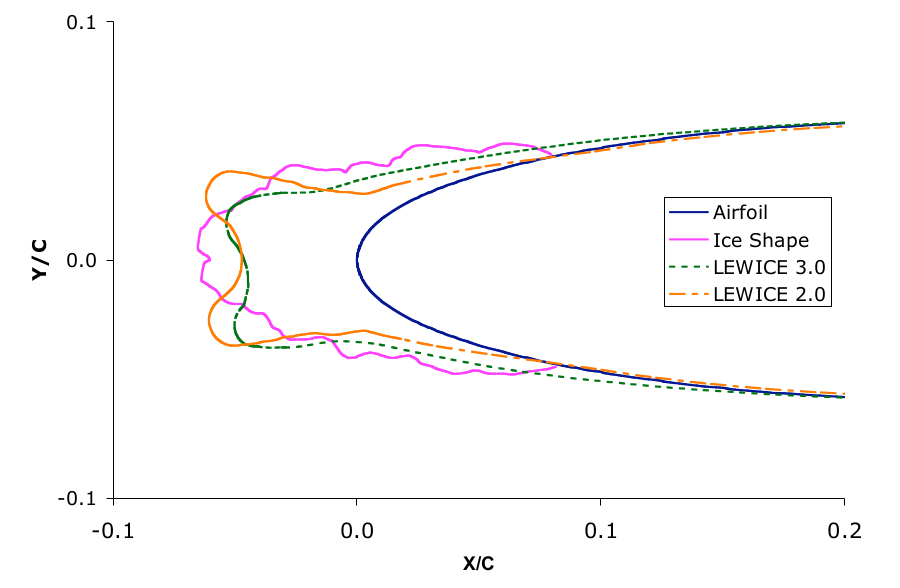 0.1
Y/C
0.0
Airfoil
Ice Shape
LEWICE 3.0
LEWICE 2.0
-0.1
-0.1
0.0
0.1
0.2
X/C